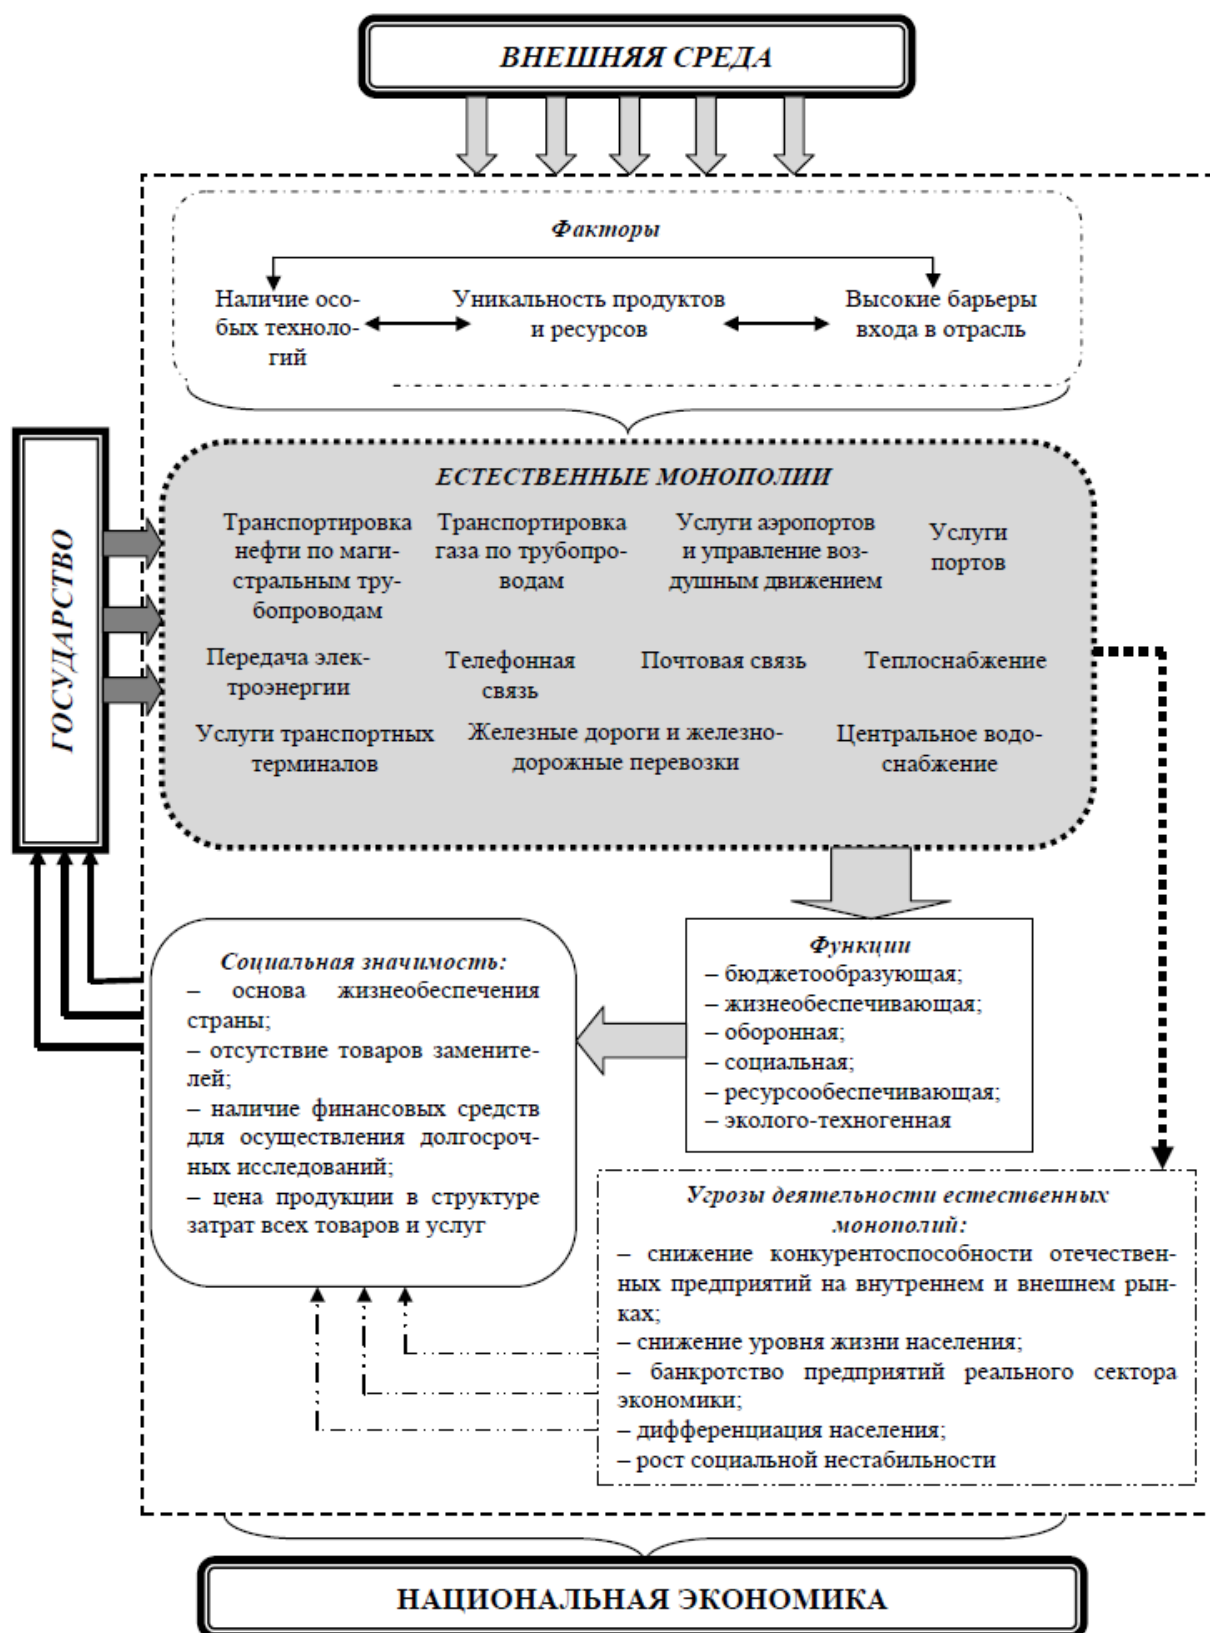 ВНЕШНЯЯ СРЕДА
Факторы
Наличие осо-
бых техноло-
гий
Уникальность продуктов
и ресурсов
Высокие барьеры
входа в отрасль
ГОСУДАРСТВО
ЕСТЕСТВЕННЫЕ МОНОПОЛИИ
Транспортировка
нефти по маги-
стральным тру-
бопроводам
Транспортировка
газа по трубопро-
водам
Услуги аэропортов
и управление воз-
душным движением
Услуги
портов
Передача элек-
троэнергии
Телефонная
связь
Почтовая связь
Теплоснабжение
Услуги транспортных
терминалов
Железные дороги и железно-
дорожные перевозки
Центральное водо-
снабжение
Функции
– бюджетообразующая;
– жизнеобеспечивающая;
– оборонная;
– социальная;
– ресурсообеспечивающая;
– эколого-техногенная
Социальная значимость:
– основа жизнеобеспечения
страны;
– отсутствие товаров замените-
лей;
– наличие финансовых средств
для осуществления долгосроч-
ных исследований;
– цена продукции в структуре
затрат всех товаров и услуг
Угрозы деятельности естественных
монополий:
– снижение конкурентоспособности отечествен-
ных предприятий на внутреннем и внешнем рын-
ках;
– снижение уровня жизни населения;
– банкротство предприятий реального сектора
экономики;
– дифференциация населения;
– рост социальной нестабильности
НАЦИОНАЛЬНАЯ ЭКОНОМИКА